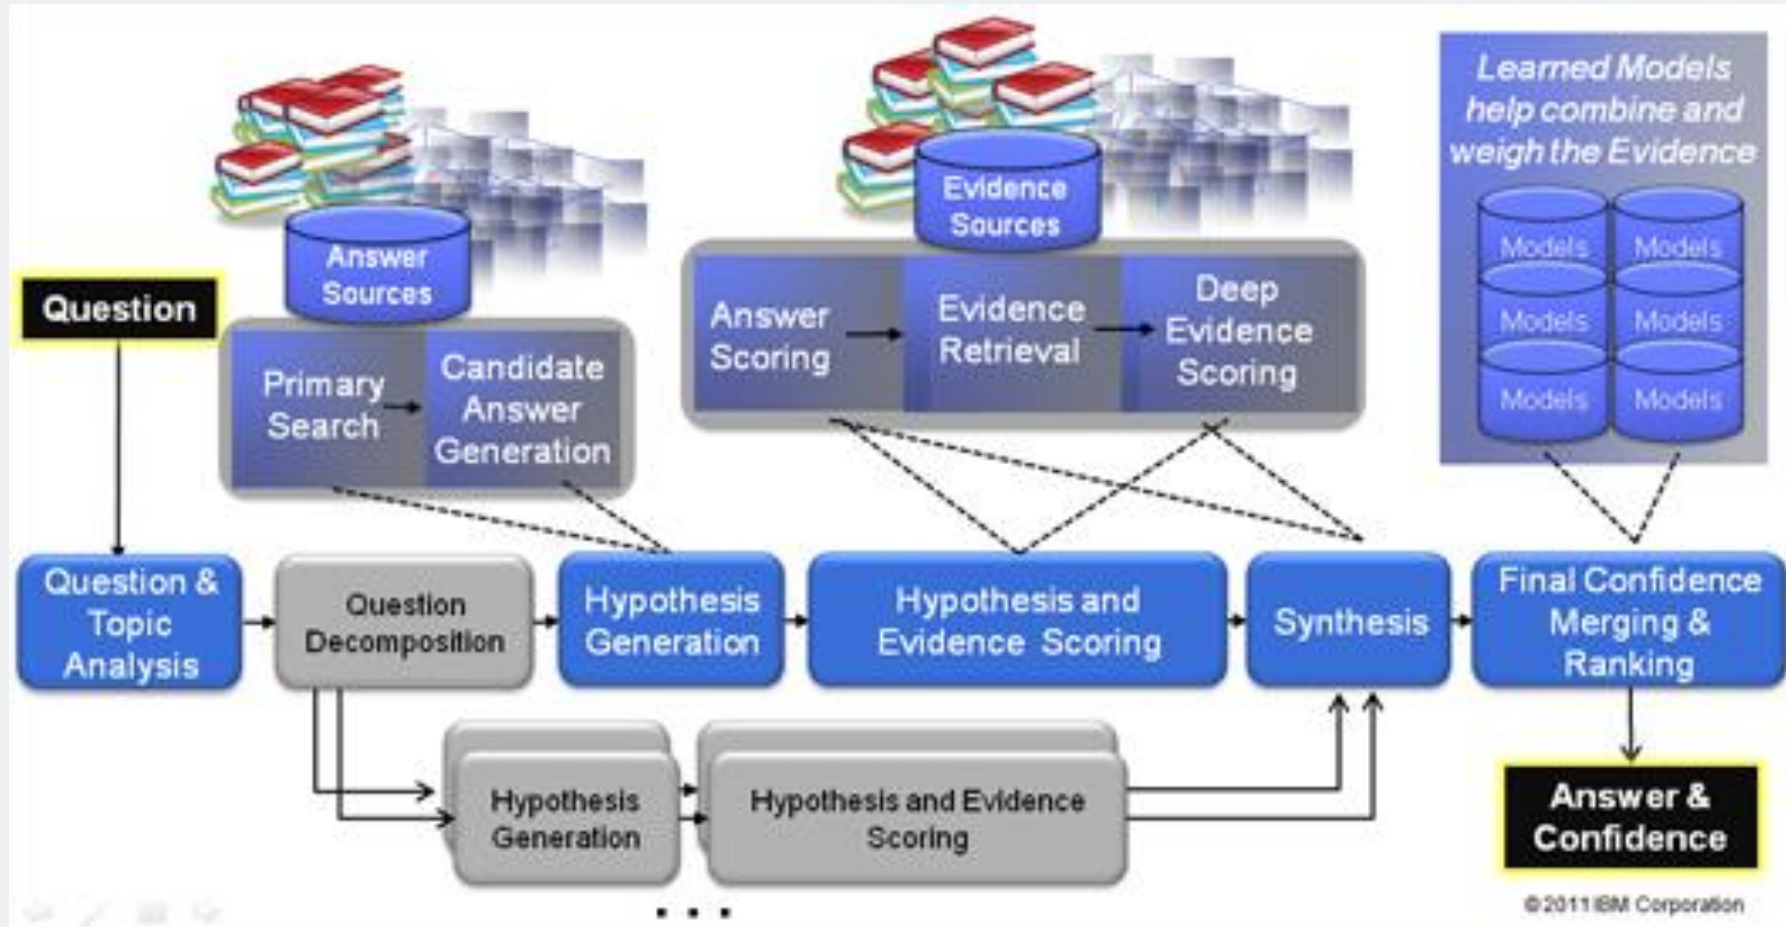 Learned Models
help combine and
weigh the Evidence
Evidence
Sources
Answer
Sources
Models
Models
Models
Models
Models
Models
Question
Answer
Scoring
Evidence
Retrieval
Deep
Evidence
Scoring
Primary
Search
Candidate
Answer
Generation
Question &
Topic
Analysis
Question
Decomposition
Hypothesis
Generation
Hypothesis and
Evidence Scoring
Synthesis
Final Confidence
Merging &
Ranking
Hypothesis
Generation
Hypothesis and Evidence
Scoring
Answer &
Confidence
. . .
© 2011 IBM Corporation